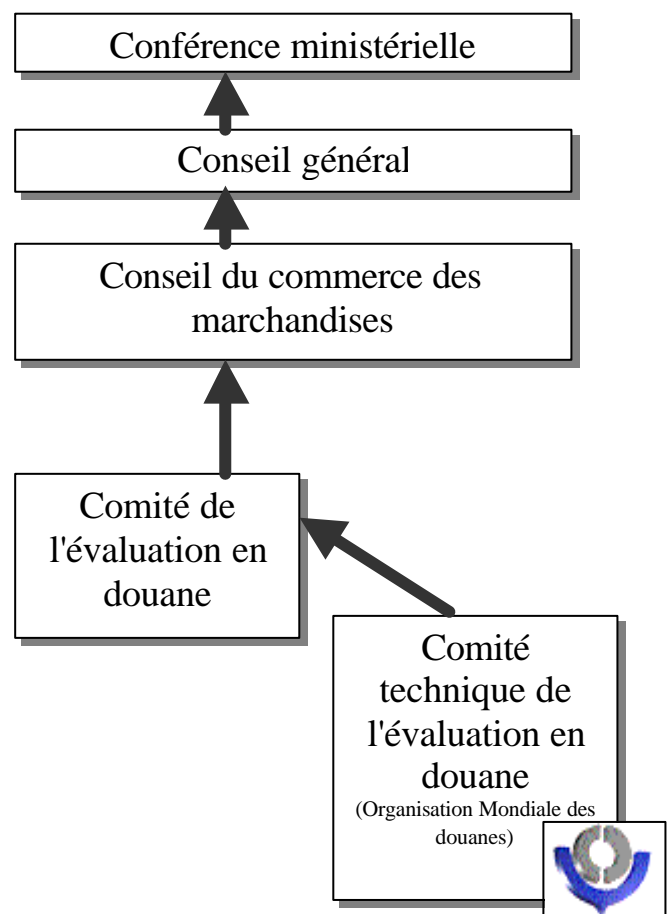 Conférence ministérielle
Conseil général
Conseil du commerce des
marchandises
Comité de
l'évaluation en
douane
Comité
technique de
l'évaluation en
douane
(Organisation Mondiale des
douanes)